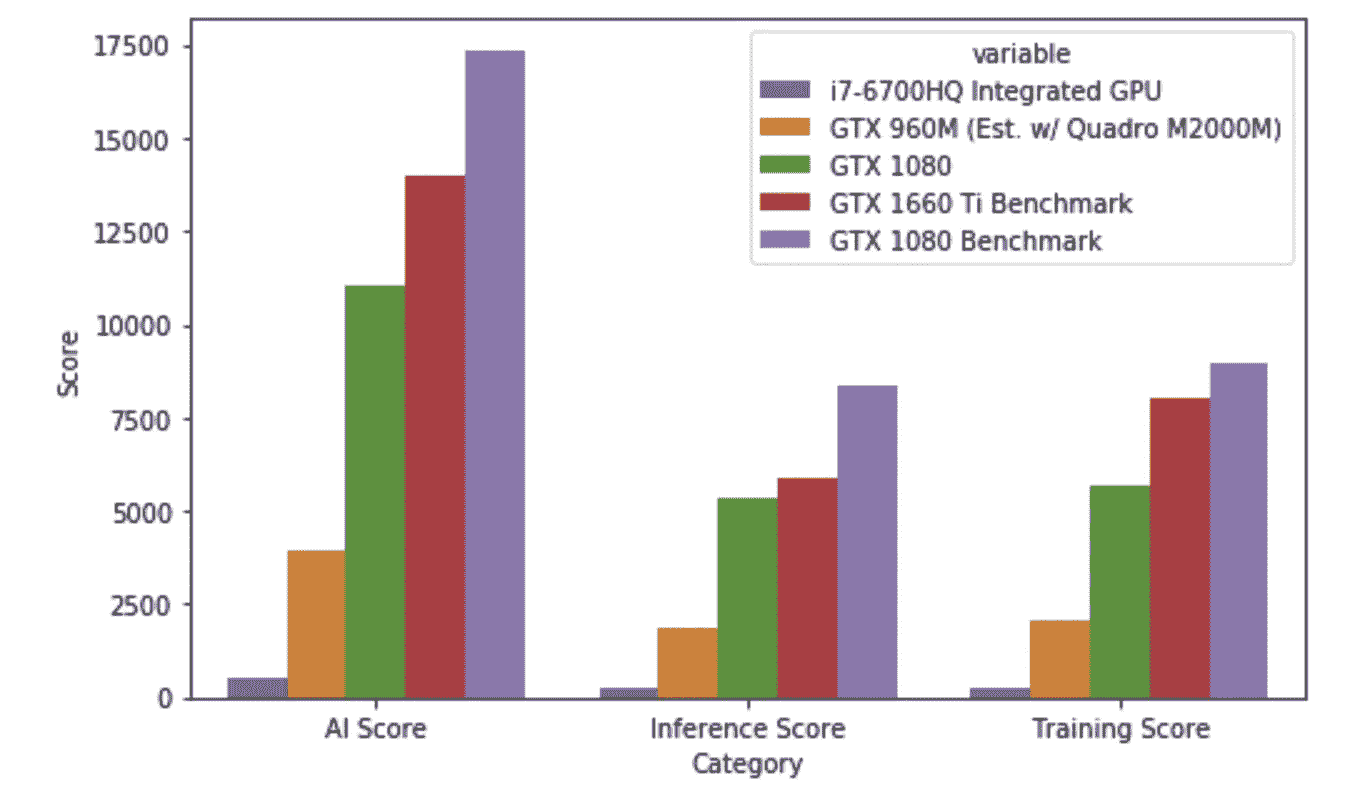 17500
15000
12500
10000
7500
5000
2500
0
Score
variable
i7-6700HQ Integrated GPU
GTX 960M (Est. w/ Quadro M2000M)
GTX 1080
GTX 1660 Ti Benchmark
GTX 1080 Benchmark
AI Score
Inference Score
Training Score
Category